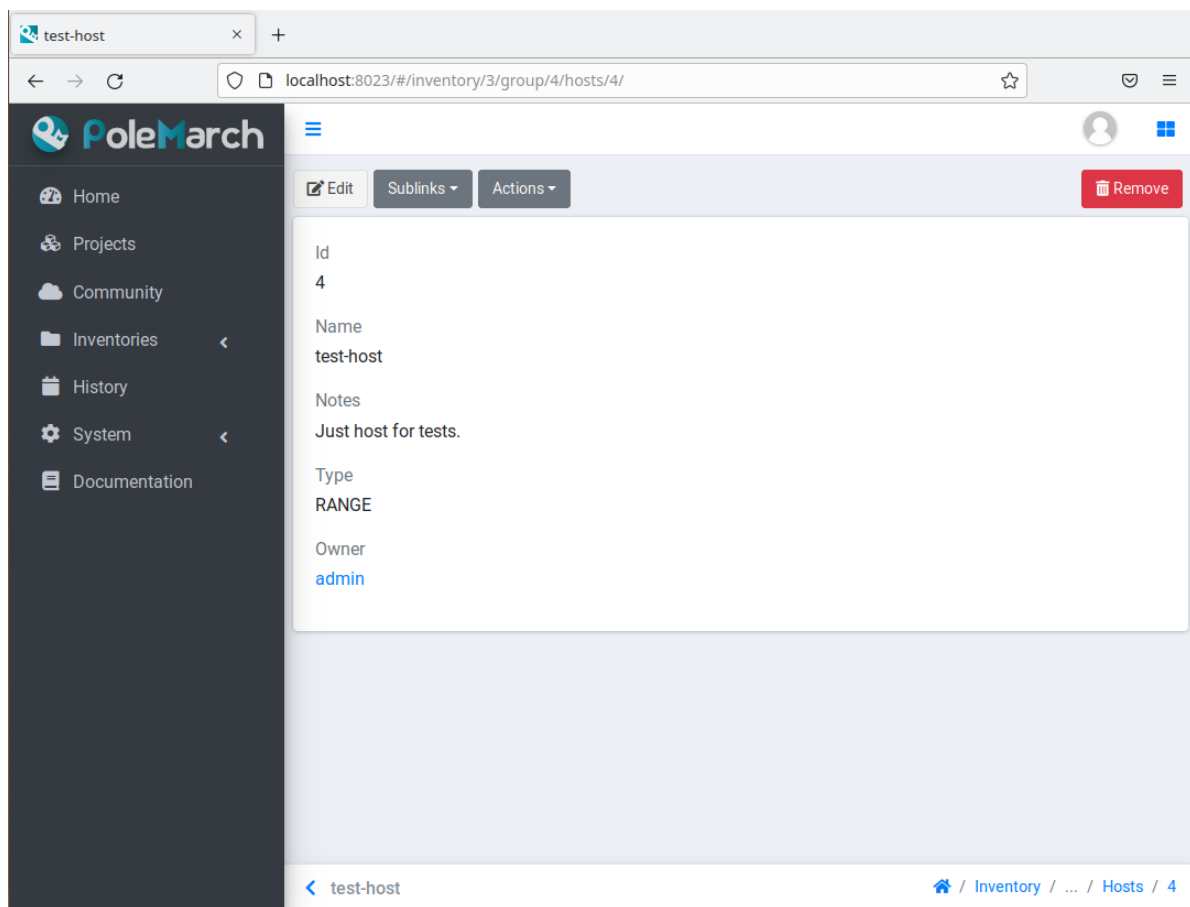 test-host
localhost:8023/#/inventory/3/group/4/hosts/4/
PoleMarch
Home
Projects
Community
Inventories
History
System
Documentation
Edit Sublinks Actions Remove
Id
4
Name
test-host
Notes
Just host for tests.
Type
RANGE
Owner
admin
test-host / Inventory / ... / Hosts / 4